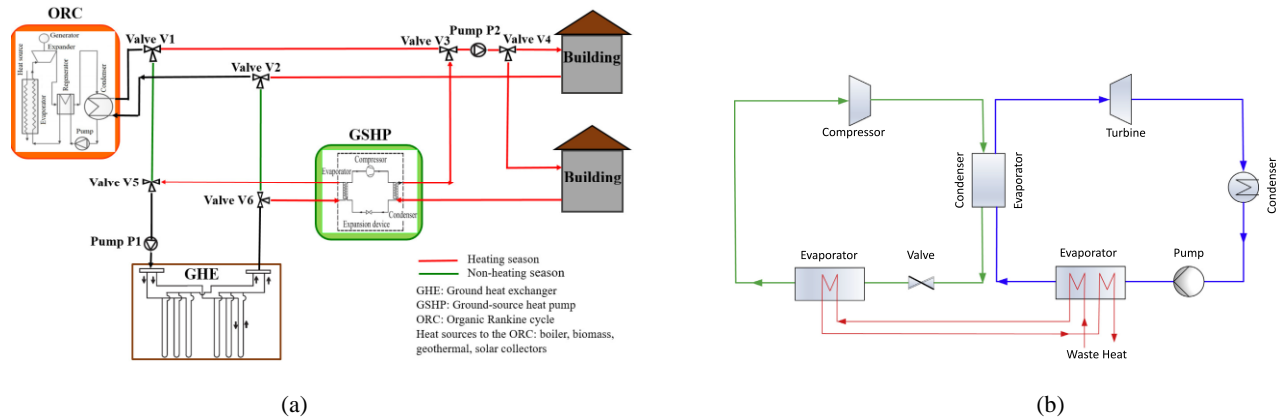 ORC
Generator
Expander
Heat source
Evaporator
Regenerator
Condenser
Pump
Valve V1
Valve V2
Valve V3
Pump P2
Valve V4
Building
GSHP
Compressor
Evaporator
Expansion device
Condenser
Building
Valve V5
Valve V6
Pump P1
GHE
Heating season
Non-heating season
GHE: Ground heat exchanger
GSHP: Ground-source heat pump
ORC: Organic Rankine cycle
Heat sources to the ORC: boiler, biomass,
geothermal, solar collectors
(a)
Compressor
Turbine
Condenser
Evaporator
Condenser
Evaporator
Valve
Evaporator
Pump
Waste Heat
(b)